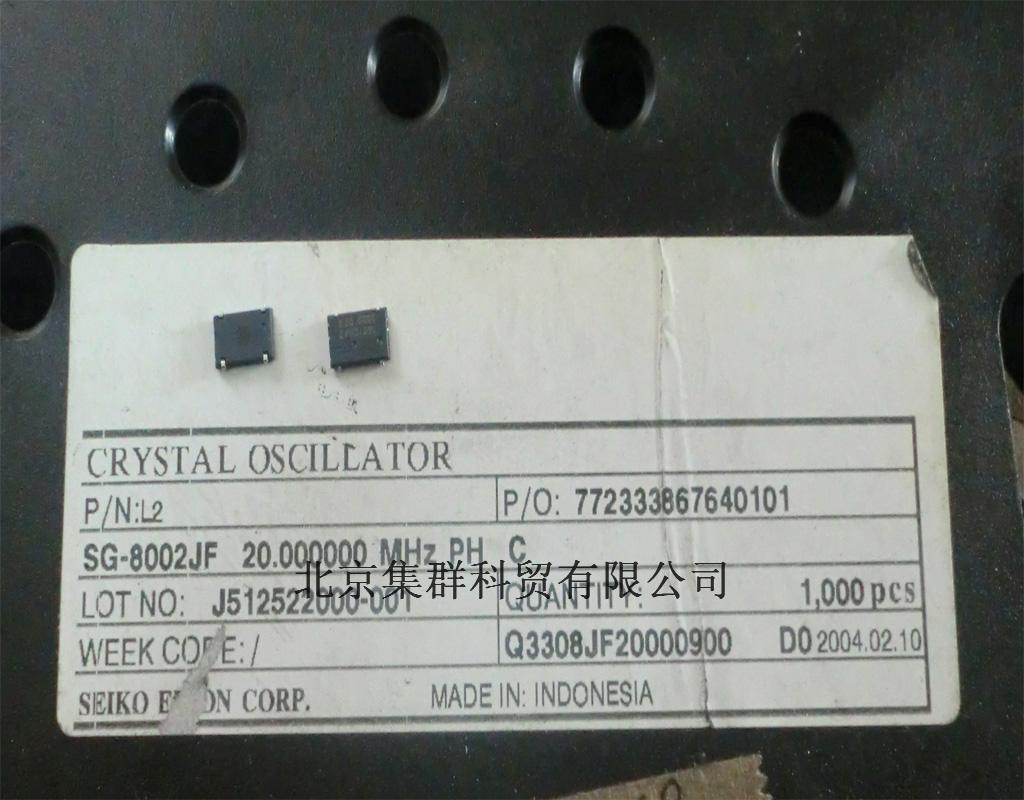 CRYSTAL OSCILLATOR
P/N:L2
P/O: 772333867640101
SG-8002JF 20.000000 MHz PH C
北京集群科贸有限公司
LOT NO: J512522000-001
QUANTITY: 1,000 pcs
WEEK CODE: /
Q3308JF20000900 D0 2004.02.10
SEIKO EPSON CORP.
MADE IN: INDONESIA